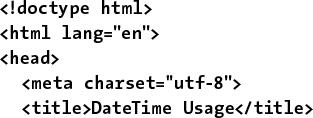 <!doctype html>
<html lang="en">
<head>
  <meta charset="utf-8">
  <title>DateTime Usage</title>